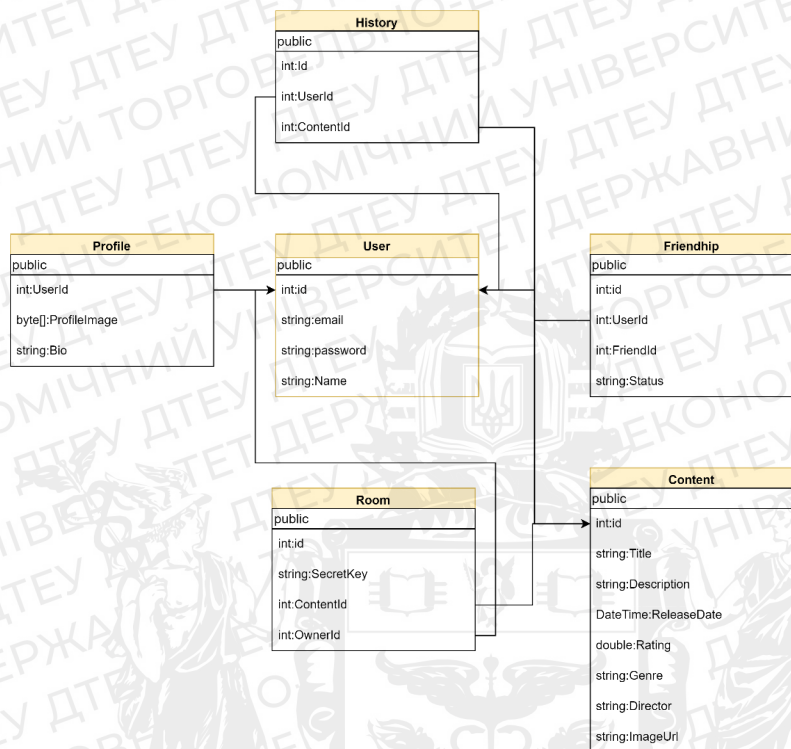 History
public
int:Id
int:UserId
int:ContentId
Profile
public
int:UserId
byte[]:ProfileImage
string:Bio
User
public
int:id
string:email
string:password
string:Name
Friendhip
public
int:id
int:UserId
int:FriendId
string:Status
Room
public
int:id
string:SecretKey
int:ContentId
int:OwnerId
Content
public
int:id
string:Title
string:Description
DateTime:ReleaseDate
double:Rating
string:Genre
string:Director
string:ImageUrl